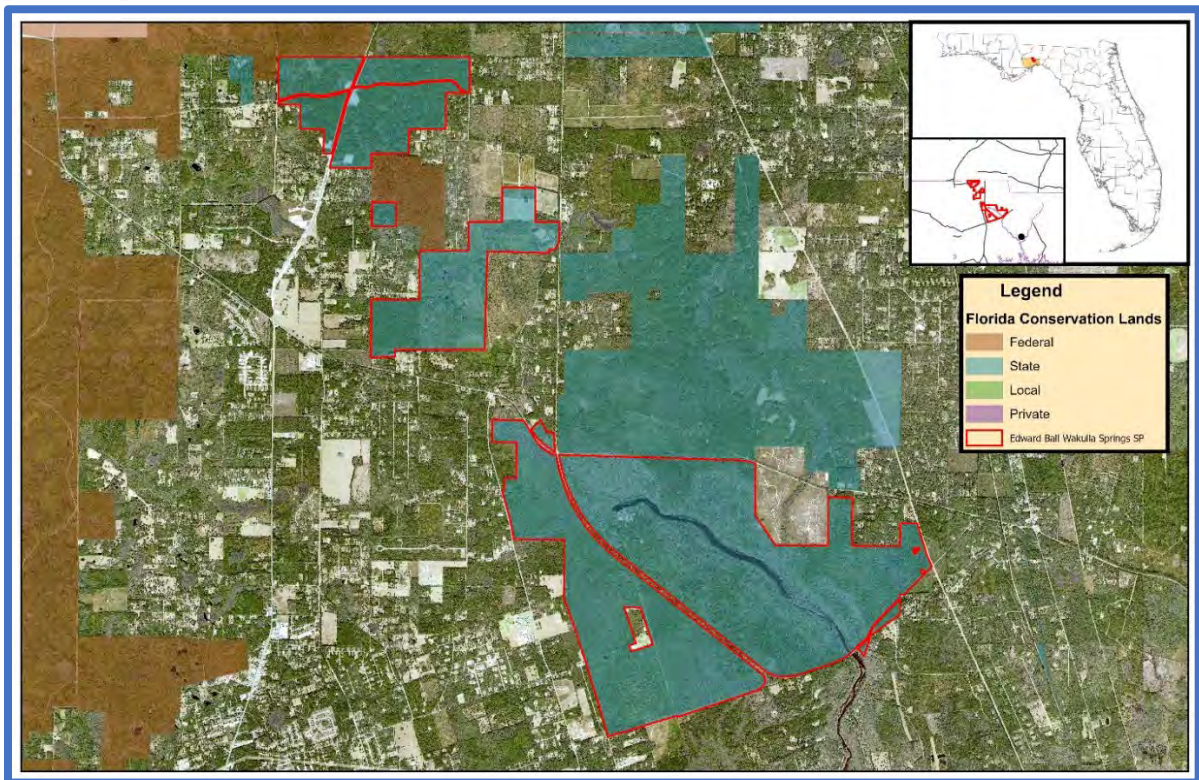 Legend
Florida Conservation Lands
Federal
State
Local
Private
Edward Ball Wakulla Springs SP